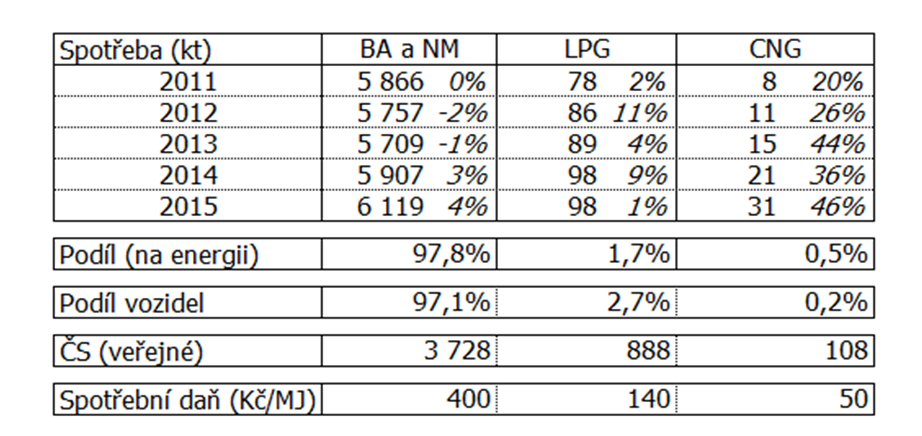 Spotřeba (kt) BA a NM LPG CNG
2011 5 866 0% 78 2% 8 20%
2012 5 757 -2% 86 11% 11 26%
2013 5 709 -1% 89 4% 15 44%
2014 5 907 3% 98 9% 21 36%
2015 6 119 4% 98 1% 31 46%
Podíl (na energii) 97,8% 1,7% 0,5%
Podíl vozidel 97,1% 2,7% 0,2%
ČS (veřejné) 3 728 888 108
Spotřební daň (Kč/MJ) 400 140 50